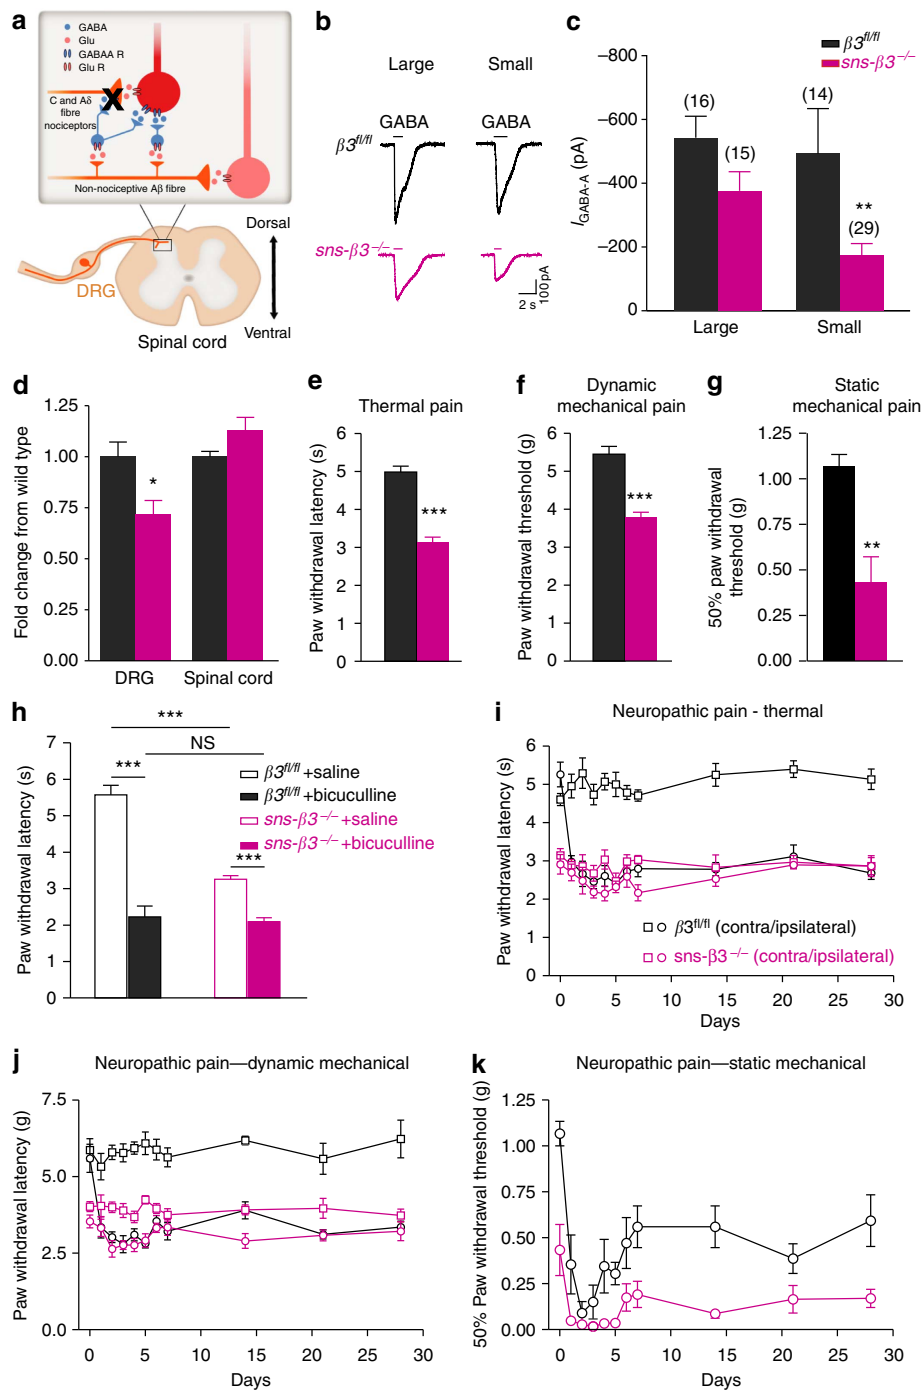 a
GABA
Glu
GABAA R
Glu R
X
C and Aδ
fibre
nociceptors
Non-nociceptive Aβ fibre
Dorsal
DRG
Ventral
Spinal cord
b
Large
Small
GABA
GABA
β3fl/fl
sns-β3−/−
2 s
100 pA
c
β3fl/fl
sns-β3−/−
−800
−600
−400
−200
0
IGABA-A (pA)
(16)
(15)
(14)
**
(29)
Large
Small
d
1.25
1.00
0.75
0.50
0.25
0.00
Fold change from wild type
*
DRG
Spinal cord
e
Thermal pain
6
5
4
3
2
1
0
Paw withdrawal latency (s)
***
f
Dynamic
mechanical pain
6
5
4
3
2
1
0
Paw withdrawal threshold (g)
***
g
Static
mechanical pain
1.25
1.00
0.75
0.50
0.25
0.00
50% paw withdrawal
threshold (g)
**
h
***
NS
***
***
7
6
5
4
3
2
1
0
Paw withdrawal latency (s)
β3fl/fl+saline
β3fl/fl+bicuculline
sns-β3−/−+saline
sns-β3−/−+bicuculline
i
Neuropathic pain - thermal
6
5
4
3
2
1
0
Paw withdrawal latency (s)
β3fl/fl (contra/ipsilateral)
sns-β3−/− (contra/ipsilateral)
0 5 10 15 20 25 30
Days
j
Neuropathic pain—dynamic mechanical
7.5
5.0
2.5
0.0
Paw withdrawal latency (g)
0 5 10 15 20 25 30
Days
k
Neuropathic pain—static mechanical
1.25
1.00
0.75
0.50
0.25
0.00
50% Paw withdrawal threshold (g)
0 5 10 15 20 25 30
Days